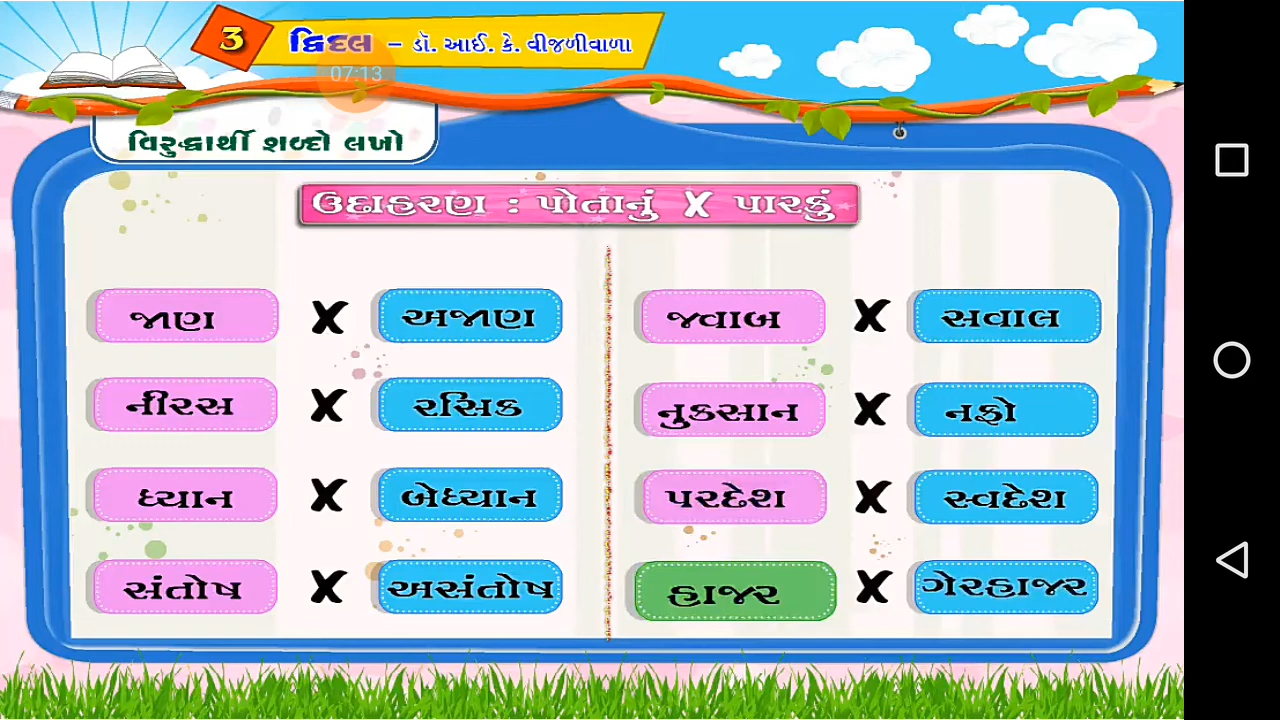 3 દ્વિદલ – ડૉ. આઈ. કે. વીજળીવાળા
07:13
વિરુદ્ધાર્થી શબ્દો લખો
ઉદાહરણ : પોતાનું X પારકું
જાણ X અજાણ
નીરસ X રસિક
ધ્યાન X બેધ્યાન
સંતોષ X અસંતોષ
જવાબ X સવાલ
નુકસાન X નફો
પરદેશ X સ્વદેશ
હાજર X ગેરહાજર